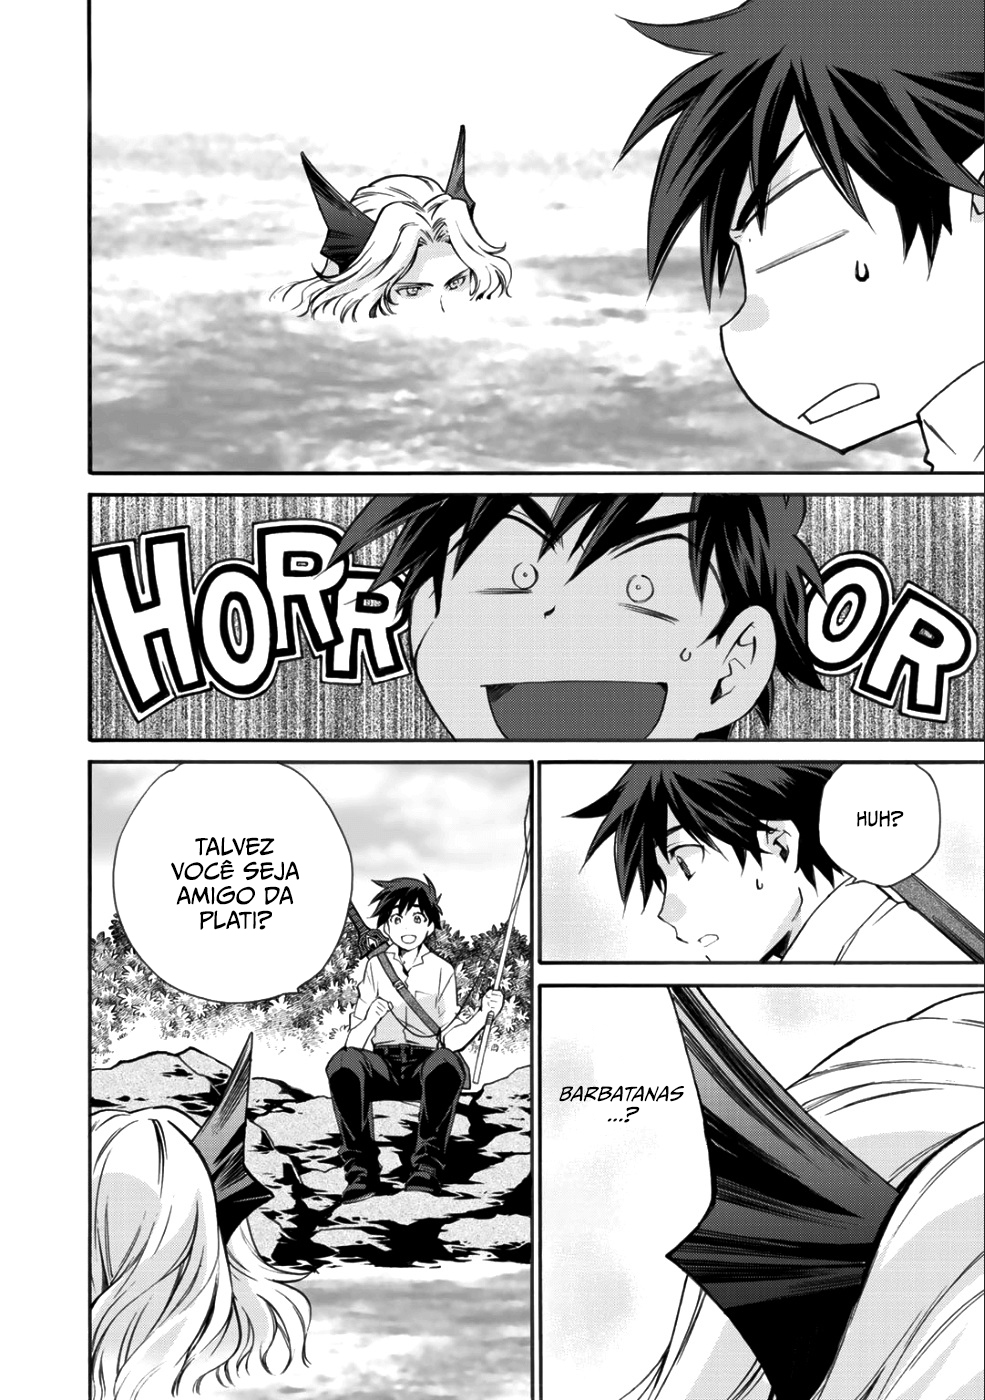 HORROR
HUH?
BARBATANAS
...?
TALVEZ
VOCÊ SEJA
AMIGO DA
PLATI?